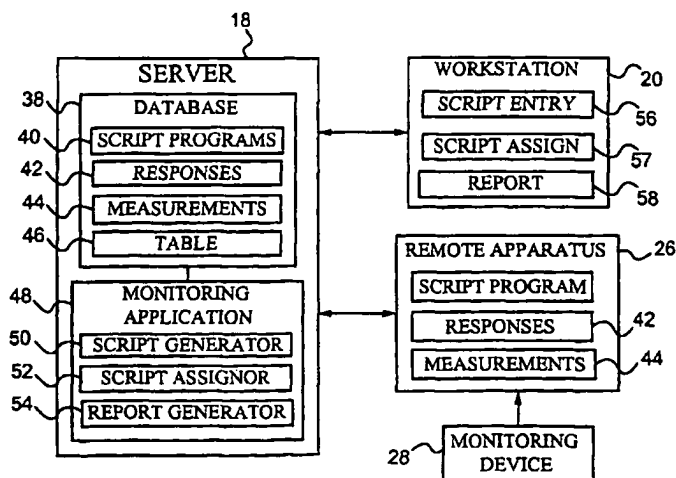 18
SERVER
38
DATABASE
40
SCRIPT PROGRAMS
42
RESPONSES
44
MEASUREMENTS
46
TABLE
48
MONITORING
APPLICATION
50
SCRIPT GENERATOR
52
SCRIPT ASSIGNOR
54
REPORT GENERATOR
WORKSTATION
20
SCRIPT ENTRY
56
SCRIPT ASSIGN
57
REPORT
58
REMOTE APPARATUS
26
SCRIPT PROGRAM
RESPONSES
42
MEASUREMENTS
44
28
MONITORING
DEVICE